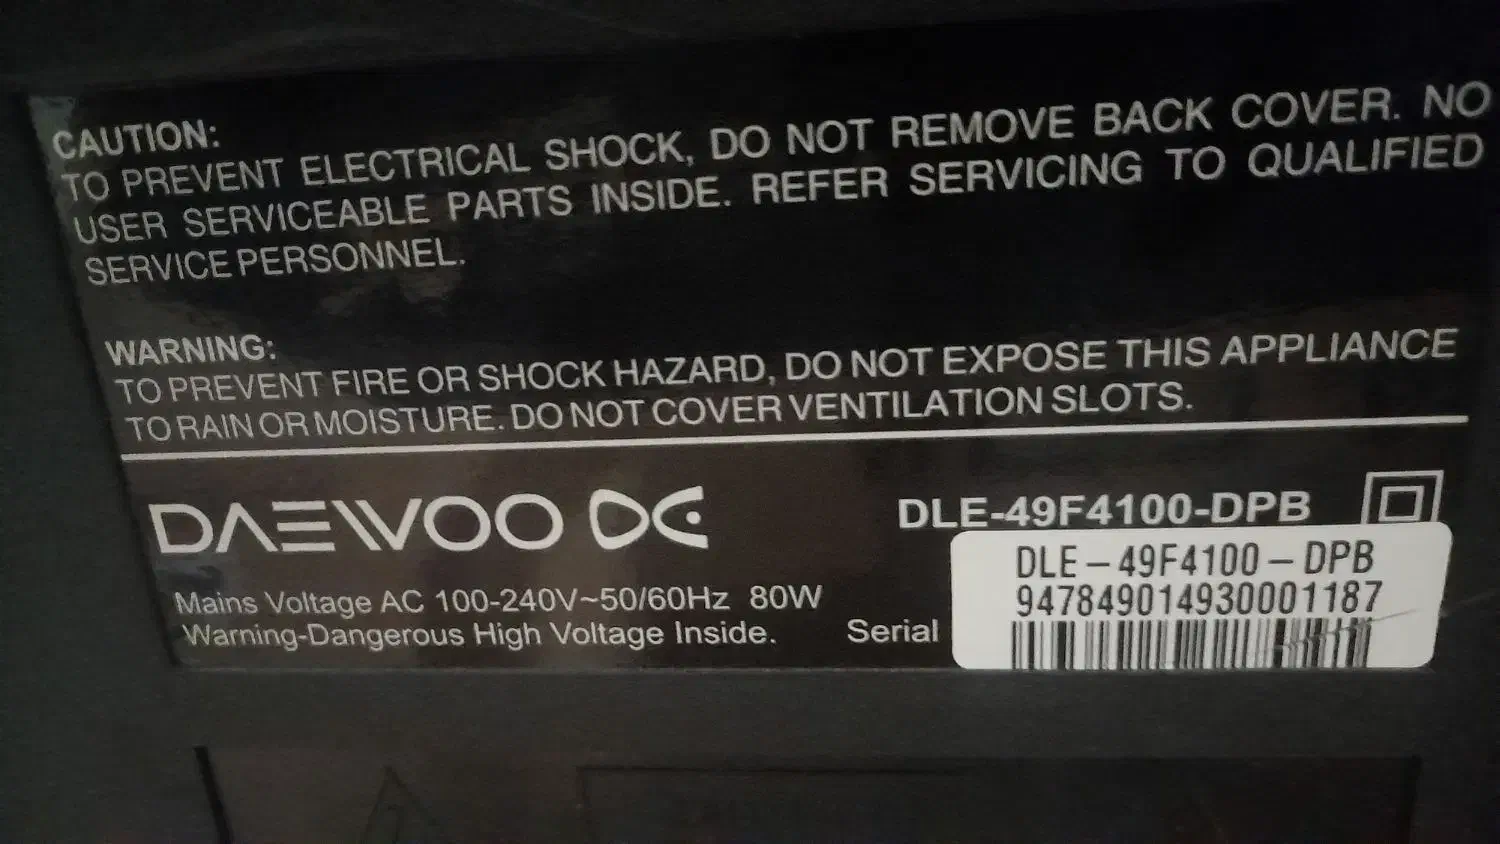 CAUTION:
TO PREVENT ELECTRICAL SHOCK, DO NOT REMOVE BACK COVER. NO
USER SERVICEABLE PARTS INSIDE. REFER SERVICING TO QUALIFIED
SERVICE PERSONNEL.
WARNING:
TO PREVENT FIRE OR SHOCK HAZARD, DO NOT EXPOSE THIS APPLIANCE
TO RAIN OR MOISTURE. DO NOT COVER VENTILATION SLOTS.
DAEWOO
DLE-49F4100-DPB
DLE-49F4100-DPB
947849014930001187
Mains Voltage AC 100-240V~50/60Hz 80W
Warning-Dangerous High Voltage Inside.
Serial